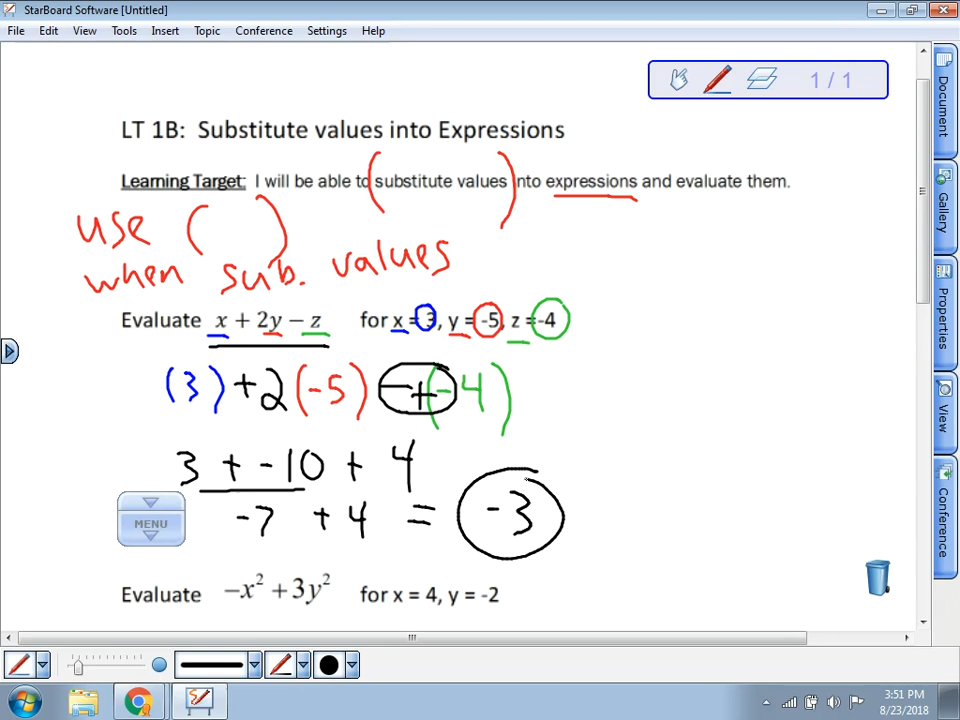 StarBoard Software [Untitled]
File Edit View Tools Insert Topic Conference Settings Help
1 / 1
LT 1B: Substitute values into Expressions
Learning Target: I will be able to (substitute values) into expressions and evaluate them.
use ( )
when sub. values
Evaluate x + 2y − z for x = 3, y = -5, z = -4
(3) + 2 (-5) − + (-4)
3 + -10 + 4
-7 + 4 = -3
MENU
Evaluate −x² + 3y² for x = 4, y = -2
Document
Gallery
Properties
View
Conference
3:51 PM
8/23/2018